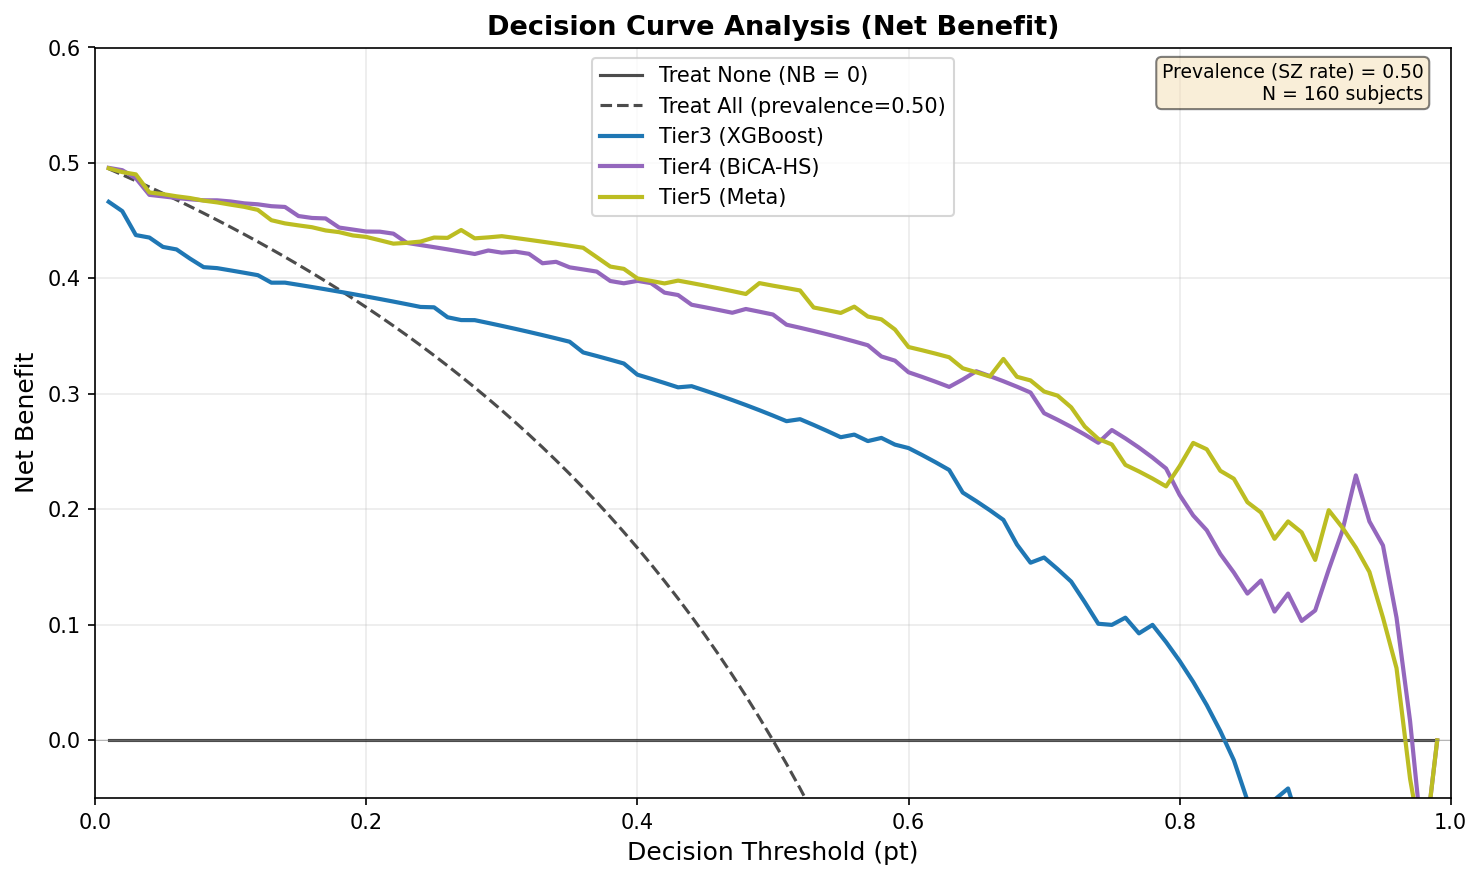 Decision Curve Analysis (Net Benefit)
Treat None (NB = 0)
Treat All (prevalence=0.50)
Tier3 (XGBoost)
Tier4 (BiCA-HS)
Tier5 (Meta)
Prevalence (SZ rate) = 0.50
N = 160 subjects
Net Benefit
0.6
0.5
0.4
0.3
0.2
0.1
0.0
0.0 0.2 0.4 0.6 0.8 1.0
Decision Threshold (pt)